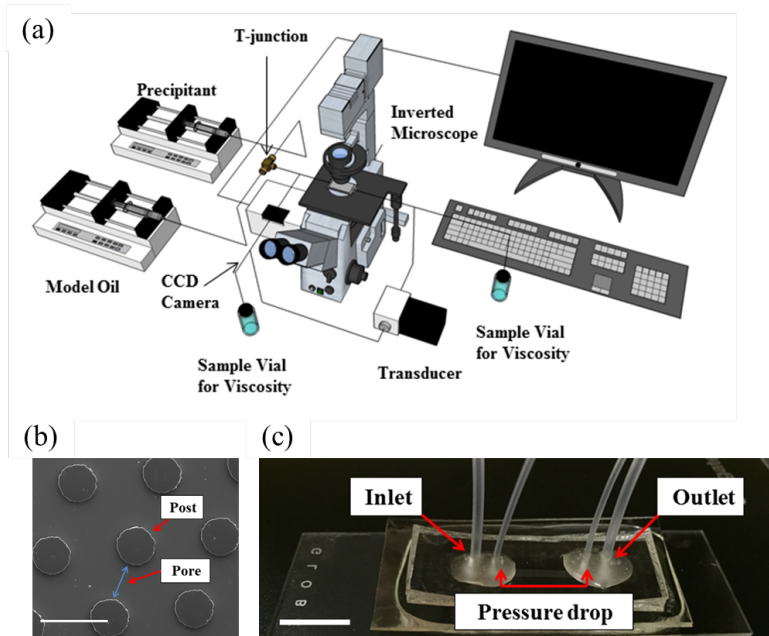 (a)
T-junction
Precipitant
Inverted
Microscope
Model Oil
CCD
Camera
Sample Vial
for Viscosity
Transducer
Sample Vial
for Viscosity
(b)
Post
Pore
(c)
Inlet
Outlet
Pressure drop